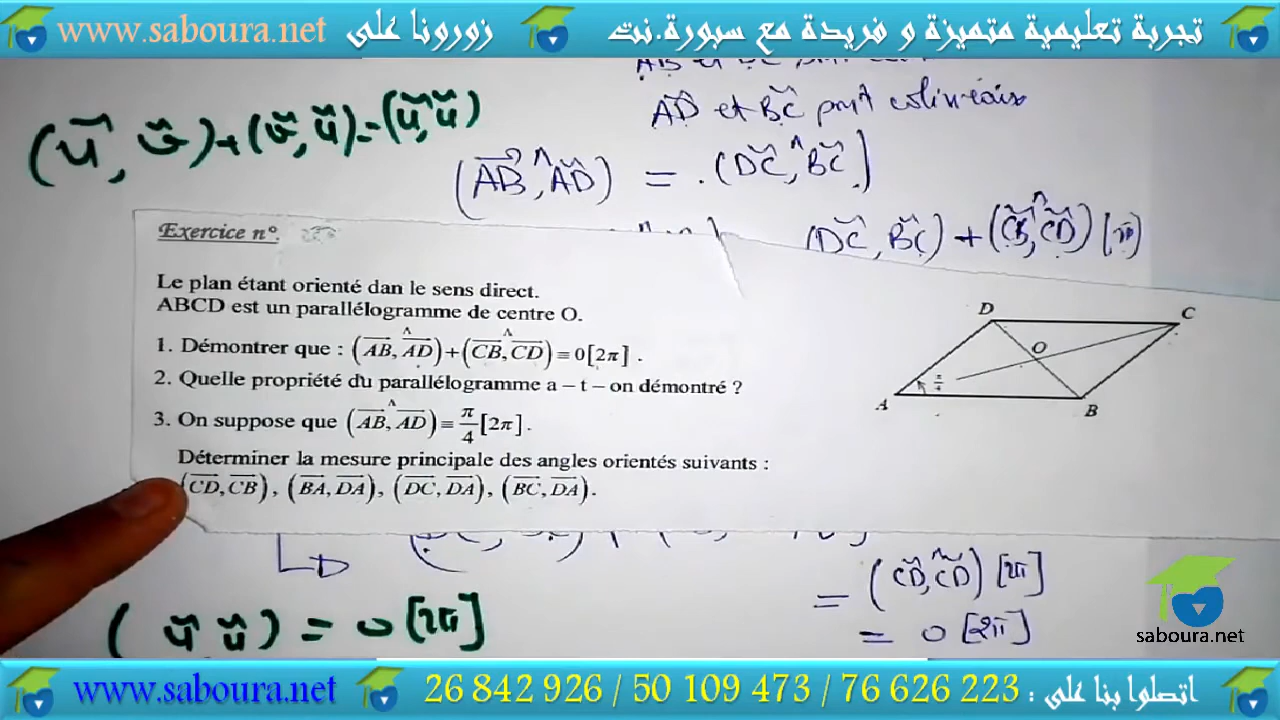 www.saboura.net زورونا على تجربة تعليمية متميزة و فريدة مع سبورة.نت
AD et BC sont colinéair
(u, v)+(v, u)=(u, u)
(AB, AD) = (DC, BC)
(DC, BC) + (CB, CD) [2π]
Exercice n°.
Le plan étant orienté dan le sens direct.
ABCD est un parallélogramme de centre O.
1. Démontrer que : (AB, AD)+(CB, CD)≡0[2π] .
2. Quelle propriété du parallélogramme a – t – on démontré ?
3. On suppose que (AB, AD)≡π/4[2π] .
Déterminer la mesure principale des angles orientés suivants :
(CD, CB) , (BA, DA), (DC, DA), (BC, DA).
D
C
O
π/4
A
B
= (CD, CD) [2π]
= 0 [2π]
(u u) = 0 [2π]
saboura.net
www.saboura.net 26 842 926 / 50 109 473 / 76 626 223 : اتصلوا بنا على